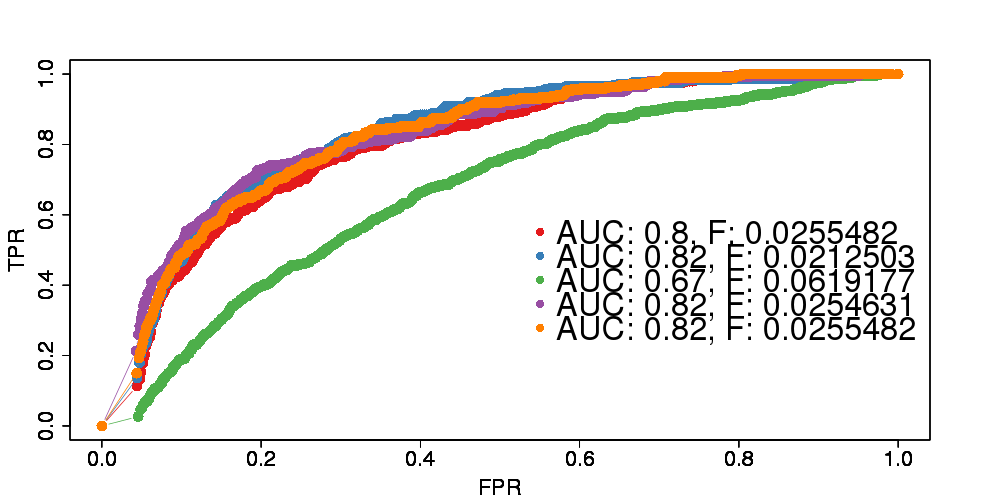 1.0
0.8
0.6
0.4
0.2
0.0
TPR
AUC: 0.8, F: 0.0255482
AUC: 0.82, F: 0.0212503
AUC: 0.67, F: 0.0619177
AUC: 0.82, F: 0.0254631
AUC: 0.82, F: 0.0255482
0.0 0.2 0.4 0.6 0.8 1.0
FPR